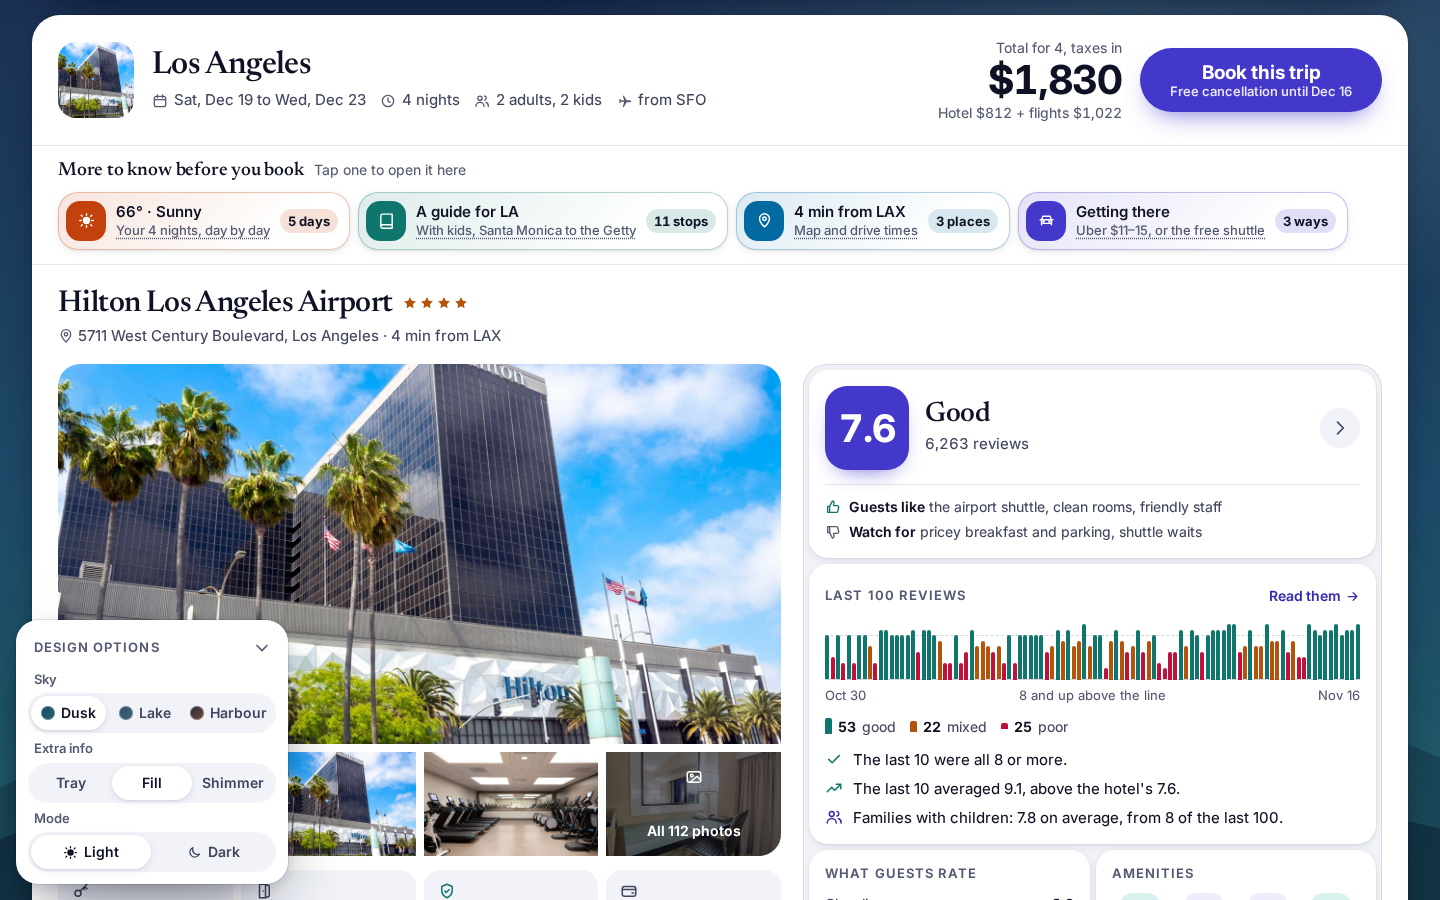 Los Angeles
Sat, Dec 19 to Wed, Dec 23 4 nights 2 adults, 2 kids from SFO
Total for 4, taxes in
$1,830
Hotel $812 + flights $1,022
Book this trip
Free cancellation until Dec 16
More to know before you book Tap one to open it here
66° · Sunny
Your 4 nights, day by day
5 days
A guide for LA
With kids, Santa Monica to the Getty
11 stops
4 min from LAX
Map and drive times
3 places
Getting there
Uber $11–15, or the free shuttle
3 ways
Hilton Los Angeles Airport
5711 West Century Boulevard, Los Angeles · 4 min from LAX
Hilton
7.6
Good
6,263 reviews
Guests like the airport shuttle, clean rooms, friendly staff
Watch for pricey breakfast and parking, shuttle waits
LAST 100 REVIEWS
Read them →
Oct 30 8 and up above the line Nov 16
53 good 22 mixed 25 poor
The last 10 were all 8 or more.
The last 10 averaged 9.1, above the hotel's 7.6.
Families with children: 7.8 on average, from 8 of the last 100.
WHAT GUESTS RATE
AMENITIES
All 112 photos
DESIGN OPTIONS
Sky
Dusk Lake Harbour
Extra info
Tray Fill Shimmer
Mode
Light Dark